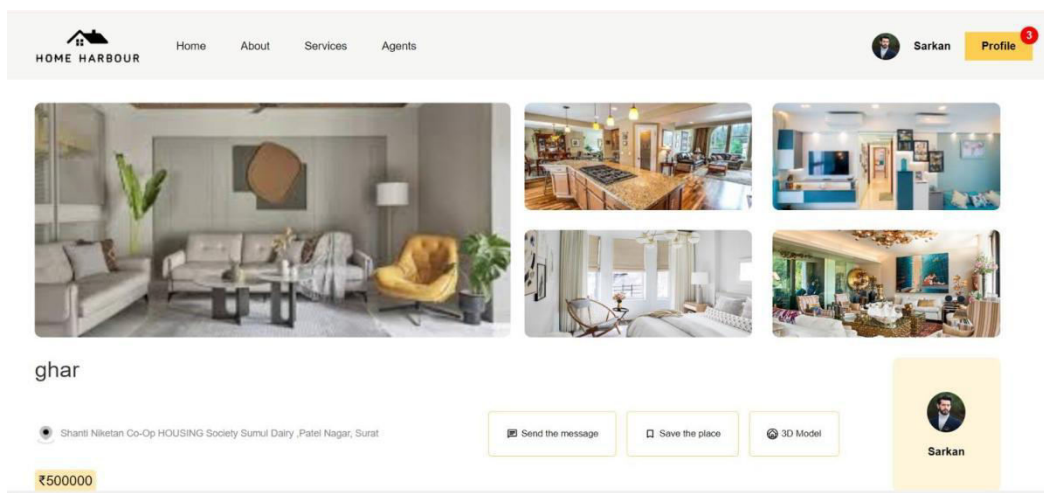 HOME HARBOUR
Home About Services Agents
Sarkan
Profile
3
ghar
Shanti Niketan Co-Op HOUSING Society Sumul Dairy ,Patel Nagar, Surat
Send the message
Save the place
3D Model
Sarkan
₹500000